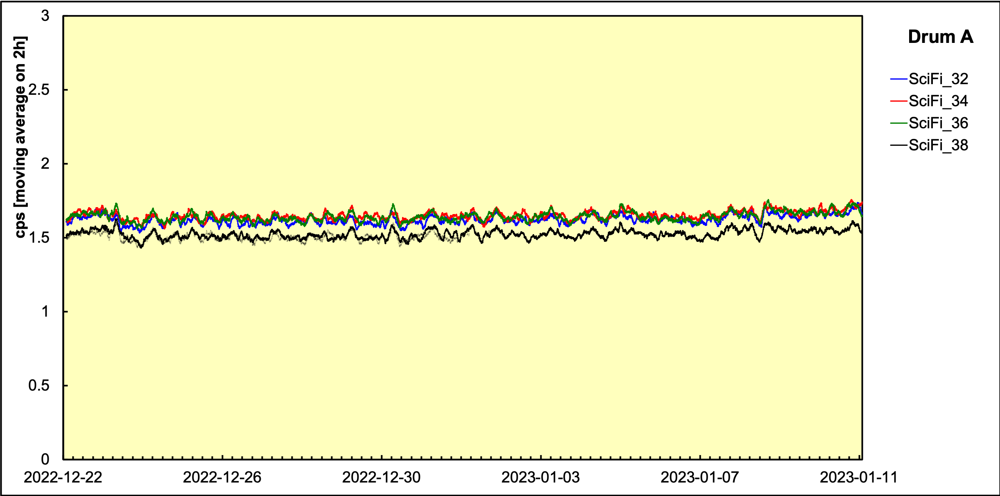 cps [moving average on 2h]
3
2.5
2
1.5
1
0.5
0
2022-12-22
2022-12-26
2022-12-30
2023-01-03
2023-01-07
2023-01-11
Drum A
SciFi_32
SciFi_34
SciFi_36
SciFi_38